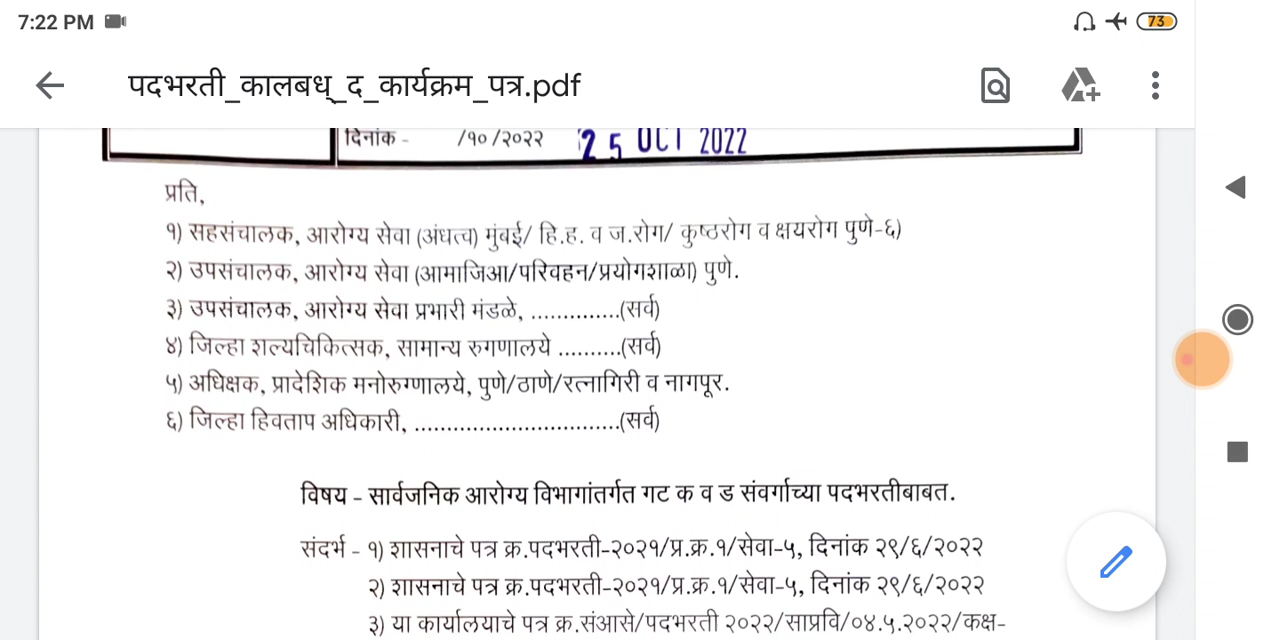 7:22 PM
73
पदभरती_कालबध्_द_कार्यक्रम_पत्र.pdf
दिनांक - /१०/२०२२ 25 OCT 2022
प्रति,
१) सहसंचालक, आरोग्य सेवा (अंधत्व) मुंबई/ हि.ह. व ज.रोग/ कुष्ठरोग व क्षयरोग पुणे-६)
२) उपसंचालक, आरोग्य सेवा (आमाजिआ/परिवहन/प्रयोगशाळा) पुणे.
३) उपसंचालक, आरोग्य सेवा प्रभारी मंडळे, ..............(सर्व)
४) जिल्हा शल्यचिकित्सक, सामान्य रुगणालये ..........(सर्व)
५) अधिक्षक, प्रादेशिक मनोरुग्णालये, पुणे/ठाणे/रत्नागिरी व नागपूर.
६) जिल्हा हिवताप अधिकारी, ................................(सर्व)
विषय - सार्वजनिक आरोग्य विभागांतर्गत गट क व ड संवर्गाच्या पदभरतीबाबत.
संदर्भ - १) शासनाचे पत्र क्र.पदभरती-२०२१/प्र.क्र.१/सेवा-५, दिनांक २९/६/२०२२
२) शासनाचे पत्र क्र.पदभरती-२०२१/प्र.क्र.१/सेवा-५, दिनांक २९/६/२०२२
३) या कार्यालयाचे पत्र क्र.संआसे/पदभरती २०२२/साप्रवि/०४.५.२०२२/कक्ष-